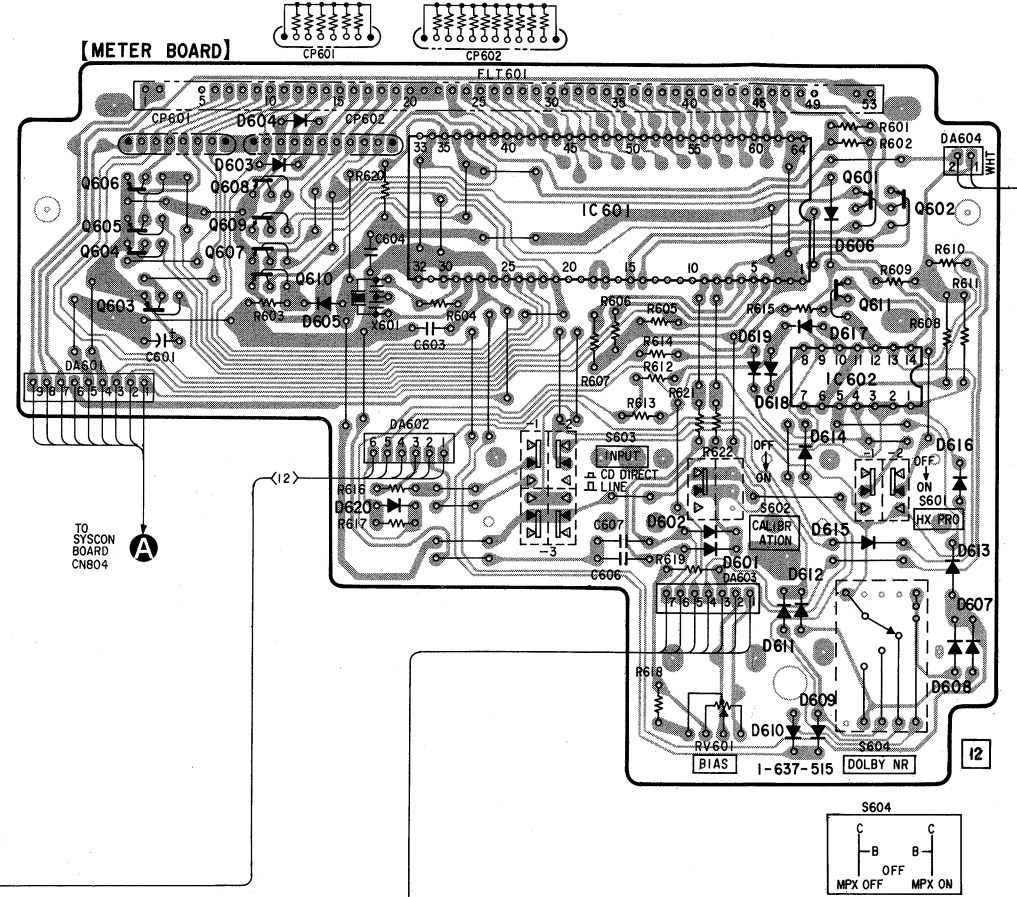 CP601
CP602
【METER BOARD】
FLT601
1 5 10 15 20 25 30 35 40 45 49 53
CP601
D604
CP602
33 35 40 45 50 55 60 64
R601
R602
DA604
2 1
WHT
D603
Q606
Q608
R620
Q601
Q605
Q609
IC601
Q602
Q604
Q607
C604
D606
R610
32 30 25 20 15 10 5 1
Q610
R609
R611
Q603
R603
D605
X601
R604
R606
R605
R615
Q611
C603
D619
D617
R608
C601
R614
8 9 10 11 12 13 14
DA601
R607
R612
IC602
9 8 7 6 5 4 3 2 1
R613
R621
D618
7 6 5 4 3 2 1
DA602
-1
-2
S603
INPUT
OFF
D614
D616
6 5 4 3 2 1
R622
-1
-2
OFF
CD DIRECT
LINE
ON
ON
(12)
R616
D620
R617
S602
S601
C607
D602
CALIBR
ATION
D615
HX PRO
TO
SYSCON
BOARD
CN804
A
-3
C606
R619
D601
D613
DA603
D612
7 6 5 4 3 2 1
D607
D611
R618
D608
D609
D610
RV601
BIAS
S604
DOLBY NR
1-637-515
12
S604
C C
B B
OFF
MPX OFF MPX ON